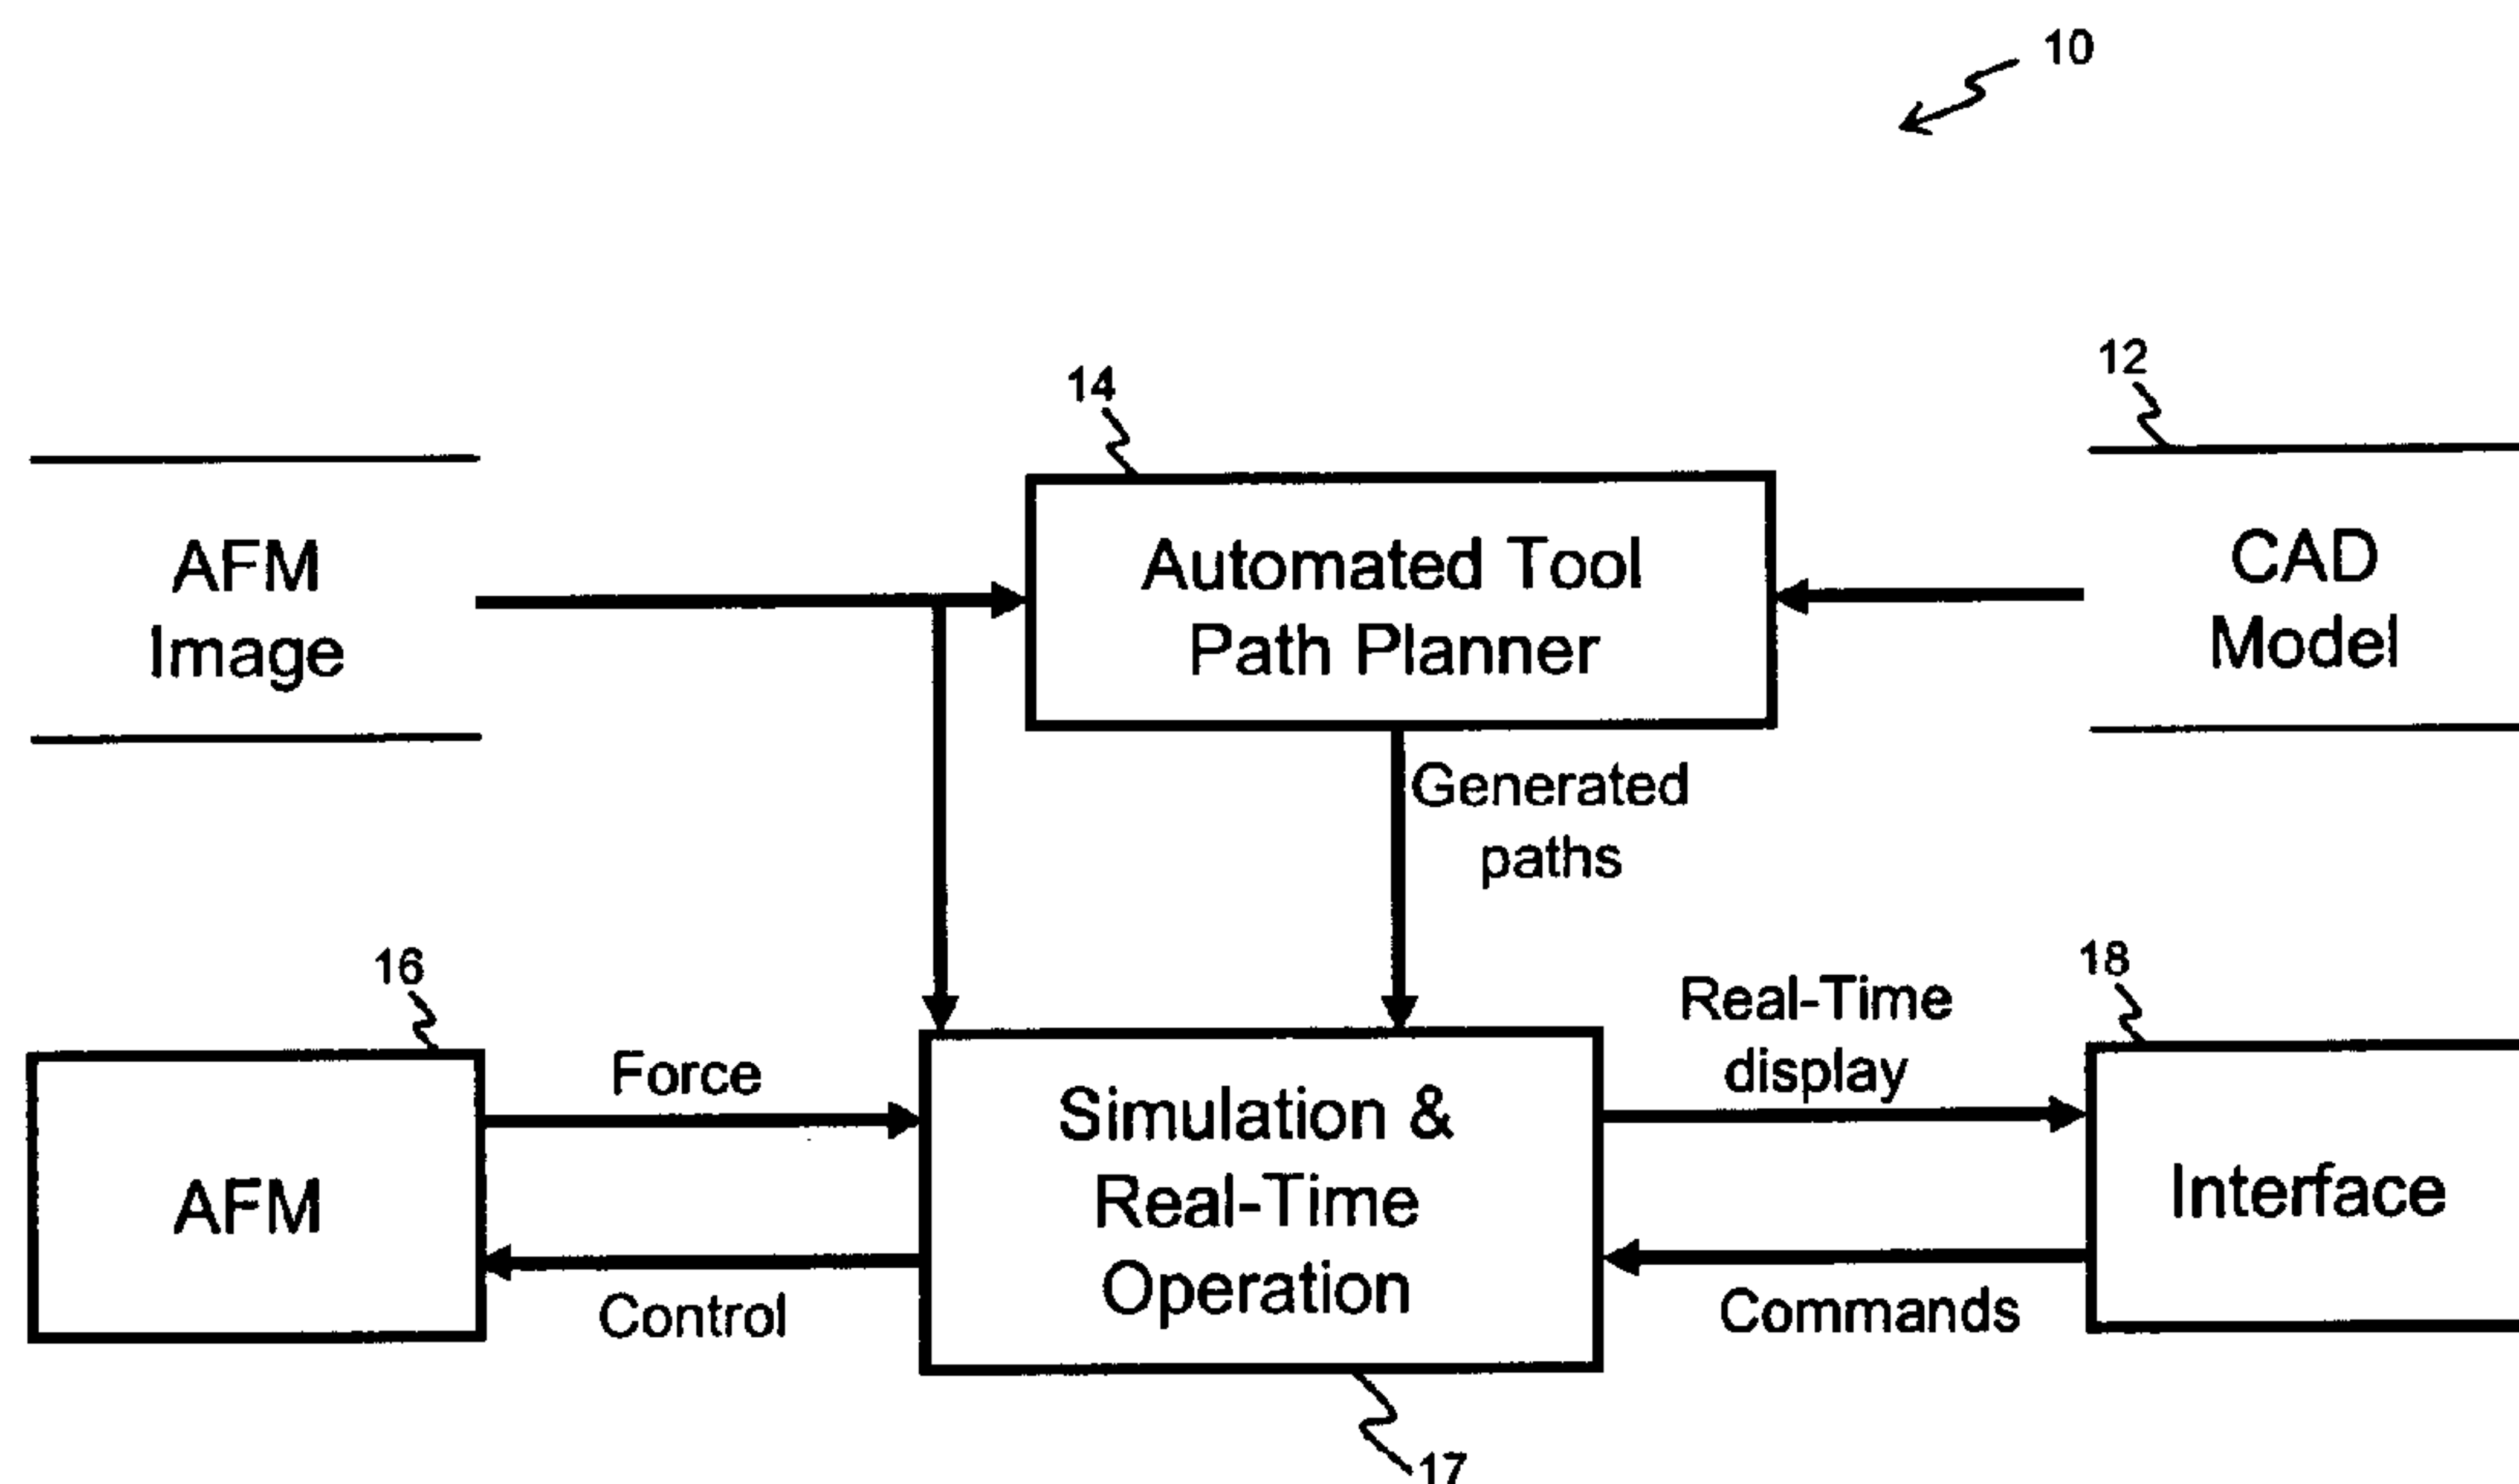 10
12
14
AFM
Image
Automated Tool
Path Planner
CAD
Model
Generated
paths
16
18
Force
Real-Time
display
AFM
Simulation &
Real-Time
Operation
Interface
Control
Commands
17